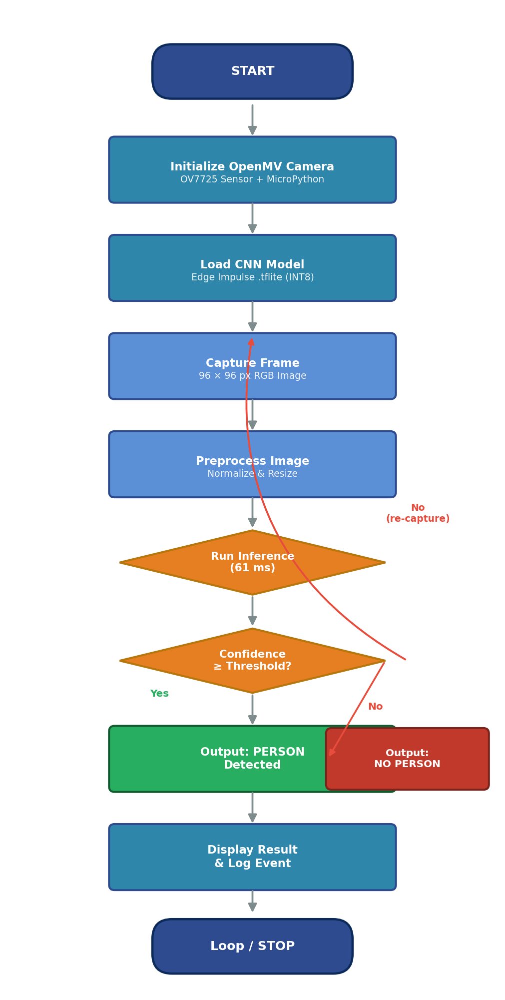 START
Initialize OpenMV Camera
OV7725 Sensor + MicroPython
Load CNN Model
Edge Impulse .tflite (INT8)
Capture Frame
96 × 96 px RGB Image
Preprocess Image
Normalize & Resize
No
(re-capture)
Run Inference
(61 ms)
Confidence
≥ Threshold?
Yes
No
Output: PERSON
Detected
Output:
NO PERSON
Display Result
& Log Event
Loop / STOP